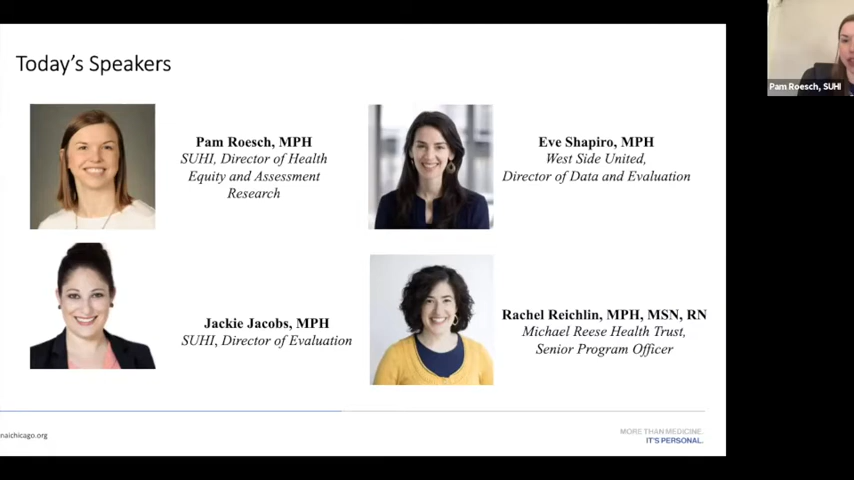 Today's Speakers
Pam Roesch, MPH
SUHI, Director of Health
Equity and Assessment
Research
Eve Shapiro, MPH
West Side United,
Director of Data and Evaluation
Jackie Jacobs, MPH
SUHI, Director of Evaluation
Rachel Reichlin, MPH, MSN, RN
Michael Reese Health Trust,
Senior Program Officer
naichicago.org
MORE THAN MEDICINE.
IT'S PERSONAL.
Pam Roesch, SUHI